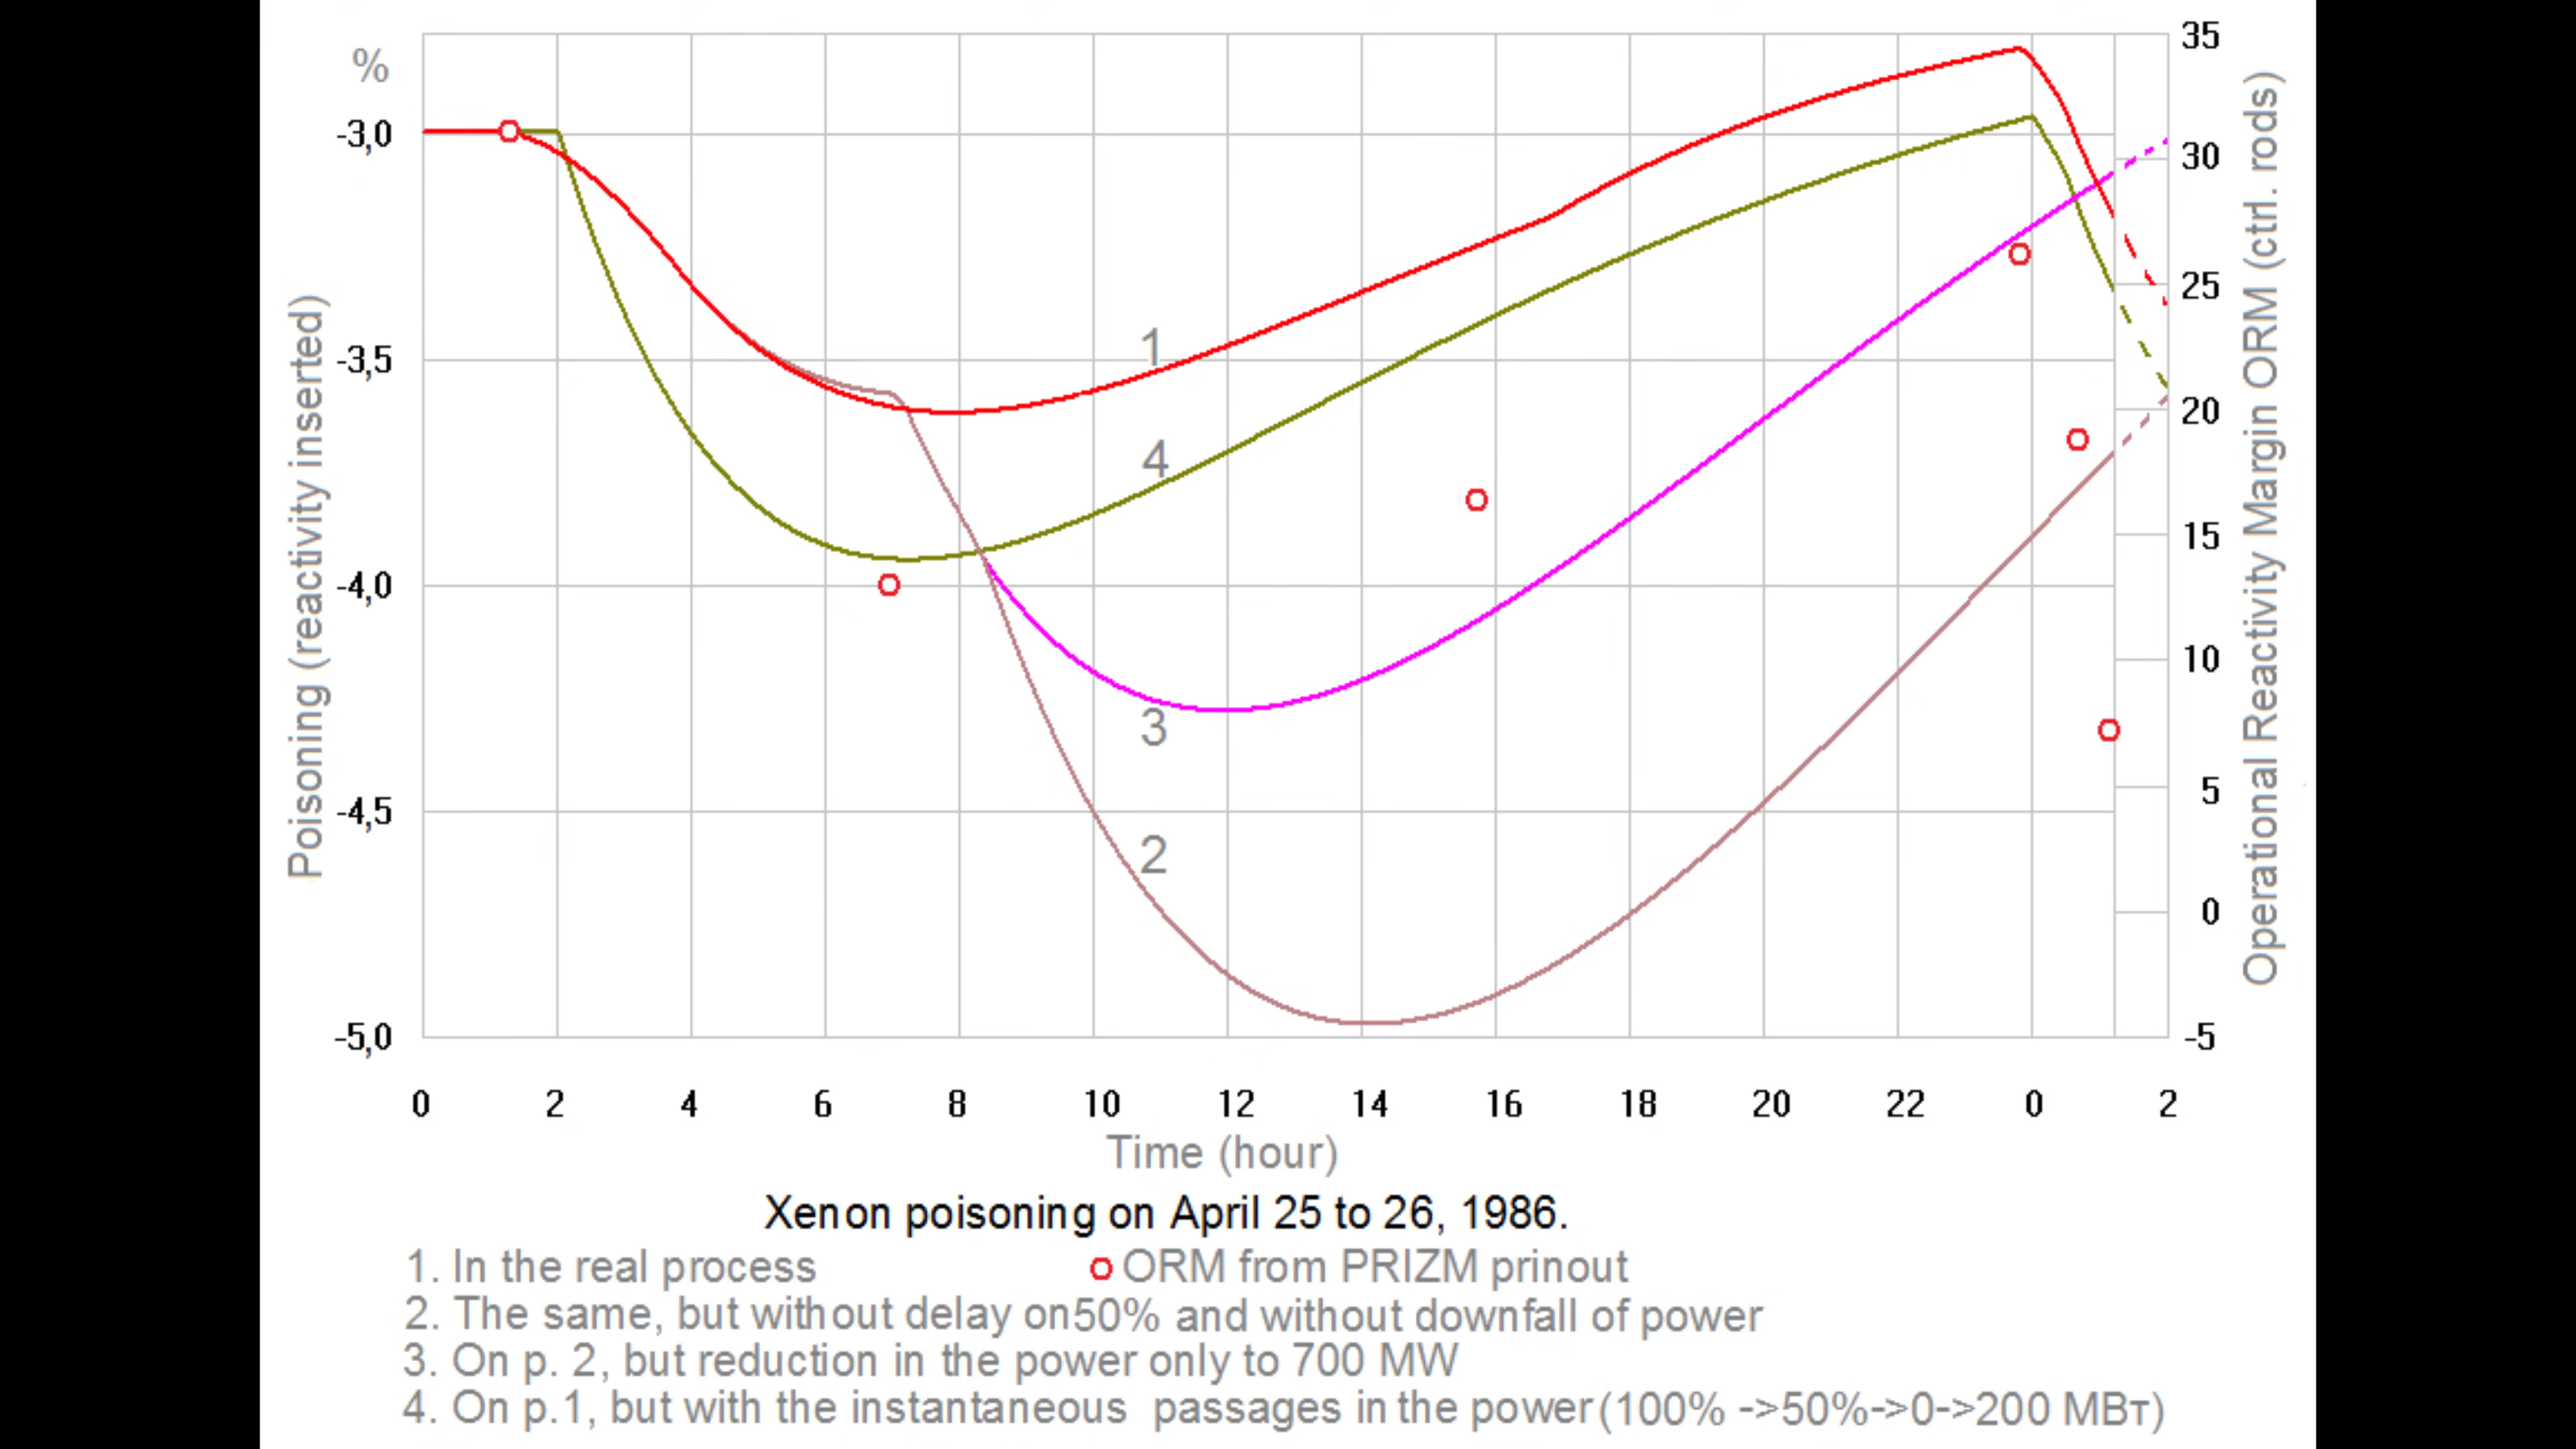 %
35
-3,0
30
25
-3,5
20
15
-4,0
10
-4,5
5
0
-5,0
-5
Poisoning (reactivity inserted)
Operational Reactivity Margin ORM (ctrl. rods)
1
4
3
2
0 2 4 6 8 10 12 14 16 18 20 22 0 2
Time (hour)
Xenon poisoning on April 25 to 26, 1986.
1. In the real process
ORM from PRIZM prinout
2. The same, but without delay on50% and without downfall of power
3. On p. 2, but reduction in the power only to 700 MW
4. On p.1, but with the instantaneous passages in the power (100% ->50%->0->200 МВт)